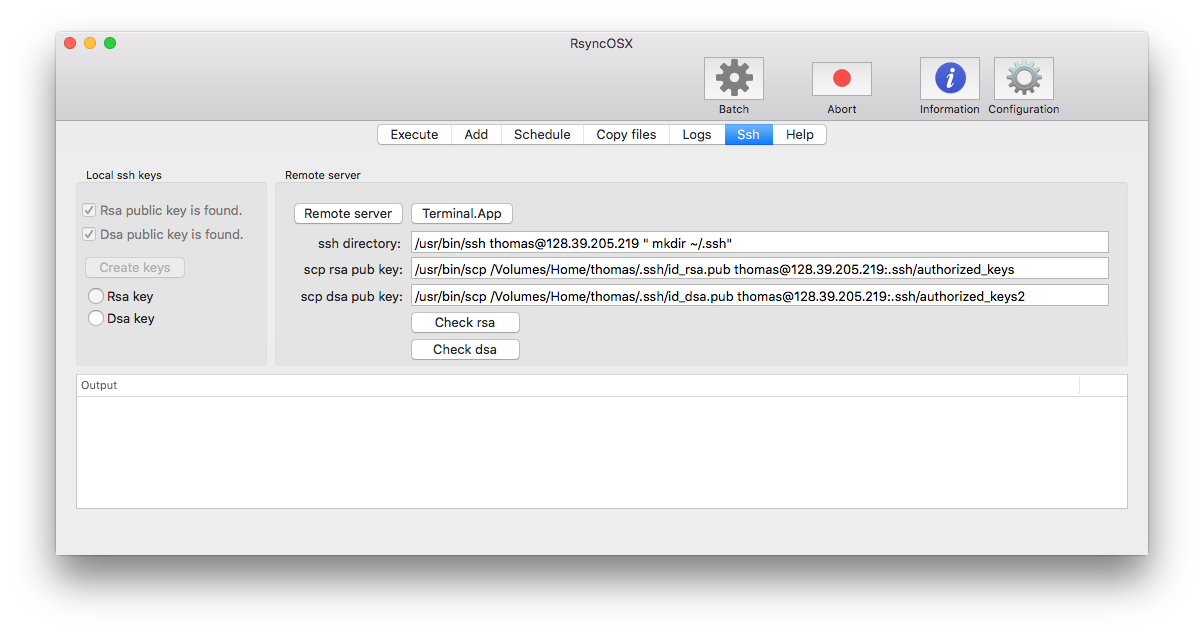 RsyncOSX
Batch
Abort
Information
Configuration
Execute
Add
Schedule
Copy files
Logs
Ssh
Help
Local ssh keys
Rsa public key is found.
Dsa public key is found.
Create keys
Rsa key
Dsa key
Remote server
Remote server
Terminal.App
ssh directory: /usr/bin/ssh thomas@128.39.205.219 " mkdir ~/.ssh"
scp rsa pub key: /usr/bin/scp /Volumes/Home/thomas/.ssh/id_rsa.pub thomas@128.39.205.219:.ssh/authorized_keys
scp dsa pub key: /usr/bin/scp /Volumes/Home/thomas/.ssh/id_dsa.pub thomas@128.39.205.219:.ssh/authorized_keys2
Check rsa
Check dsa
Output